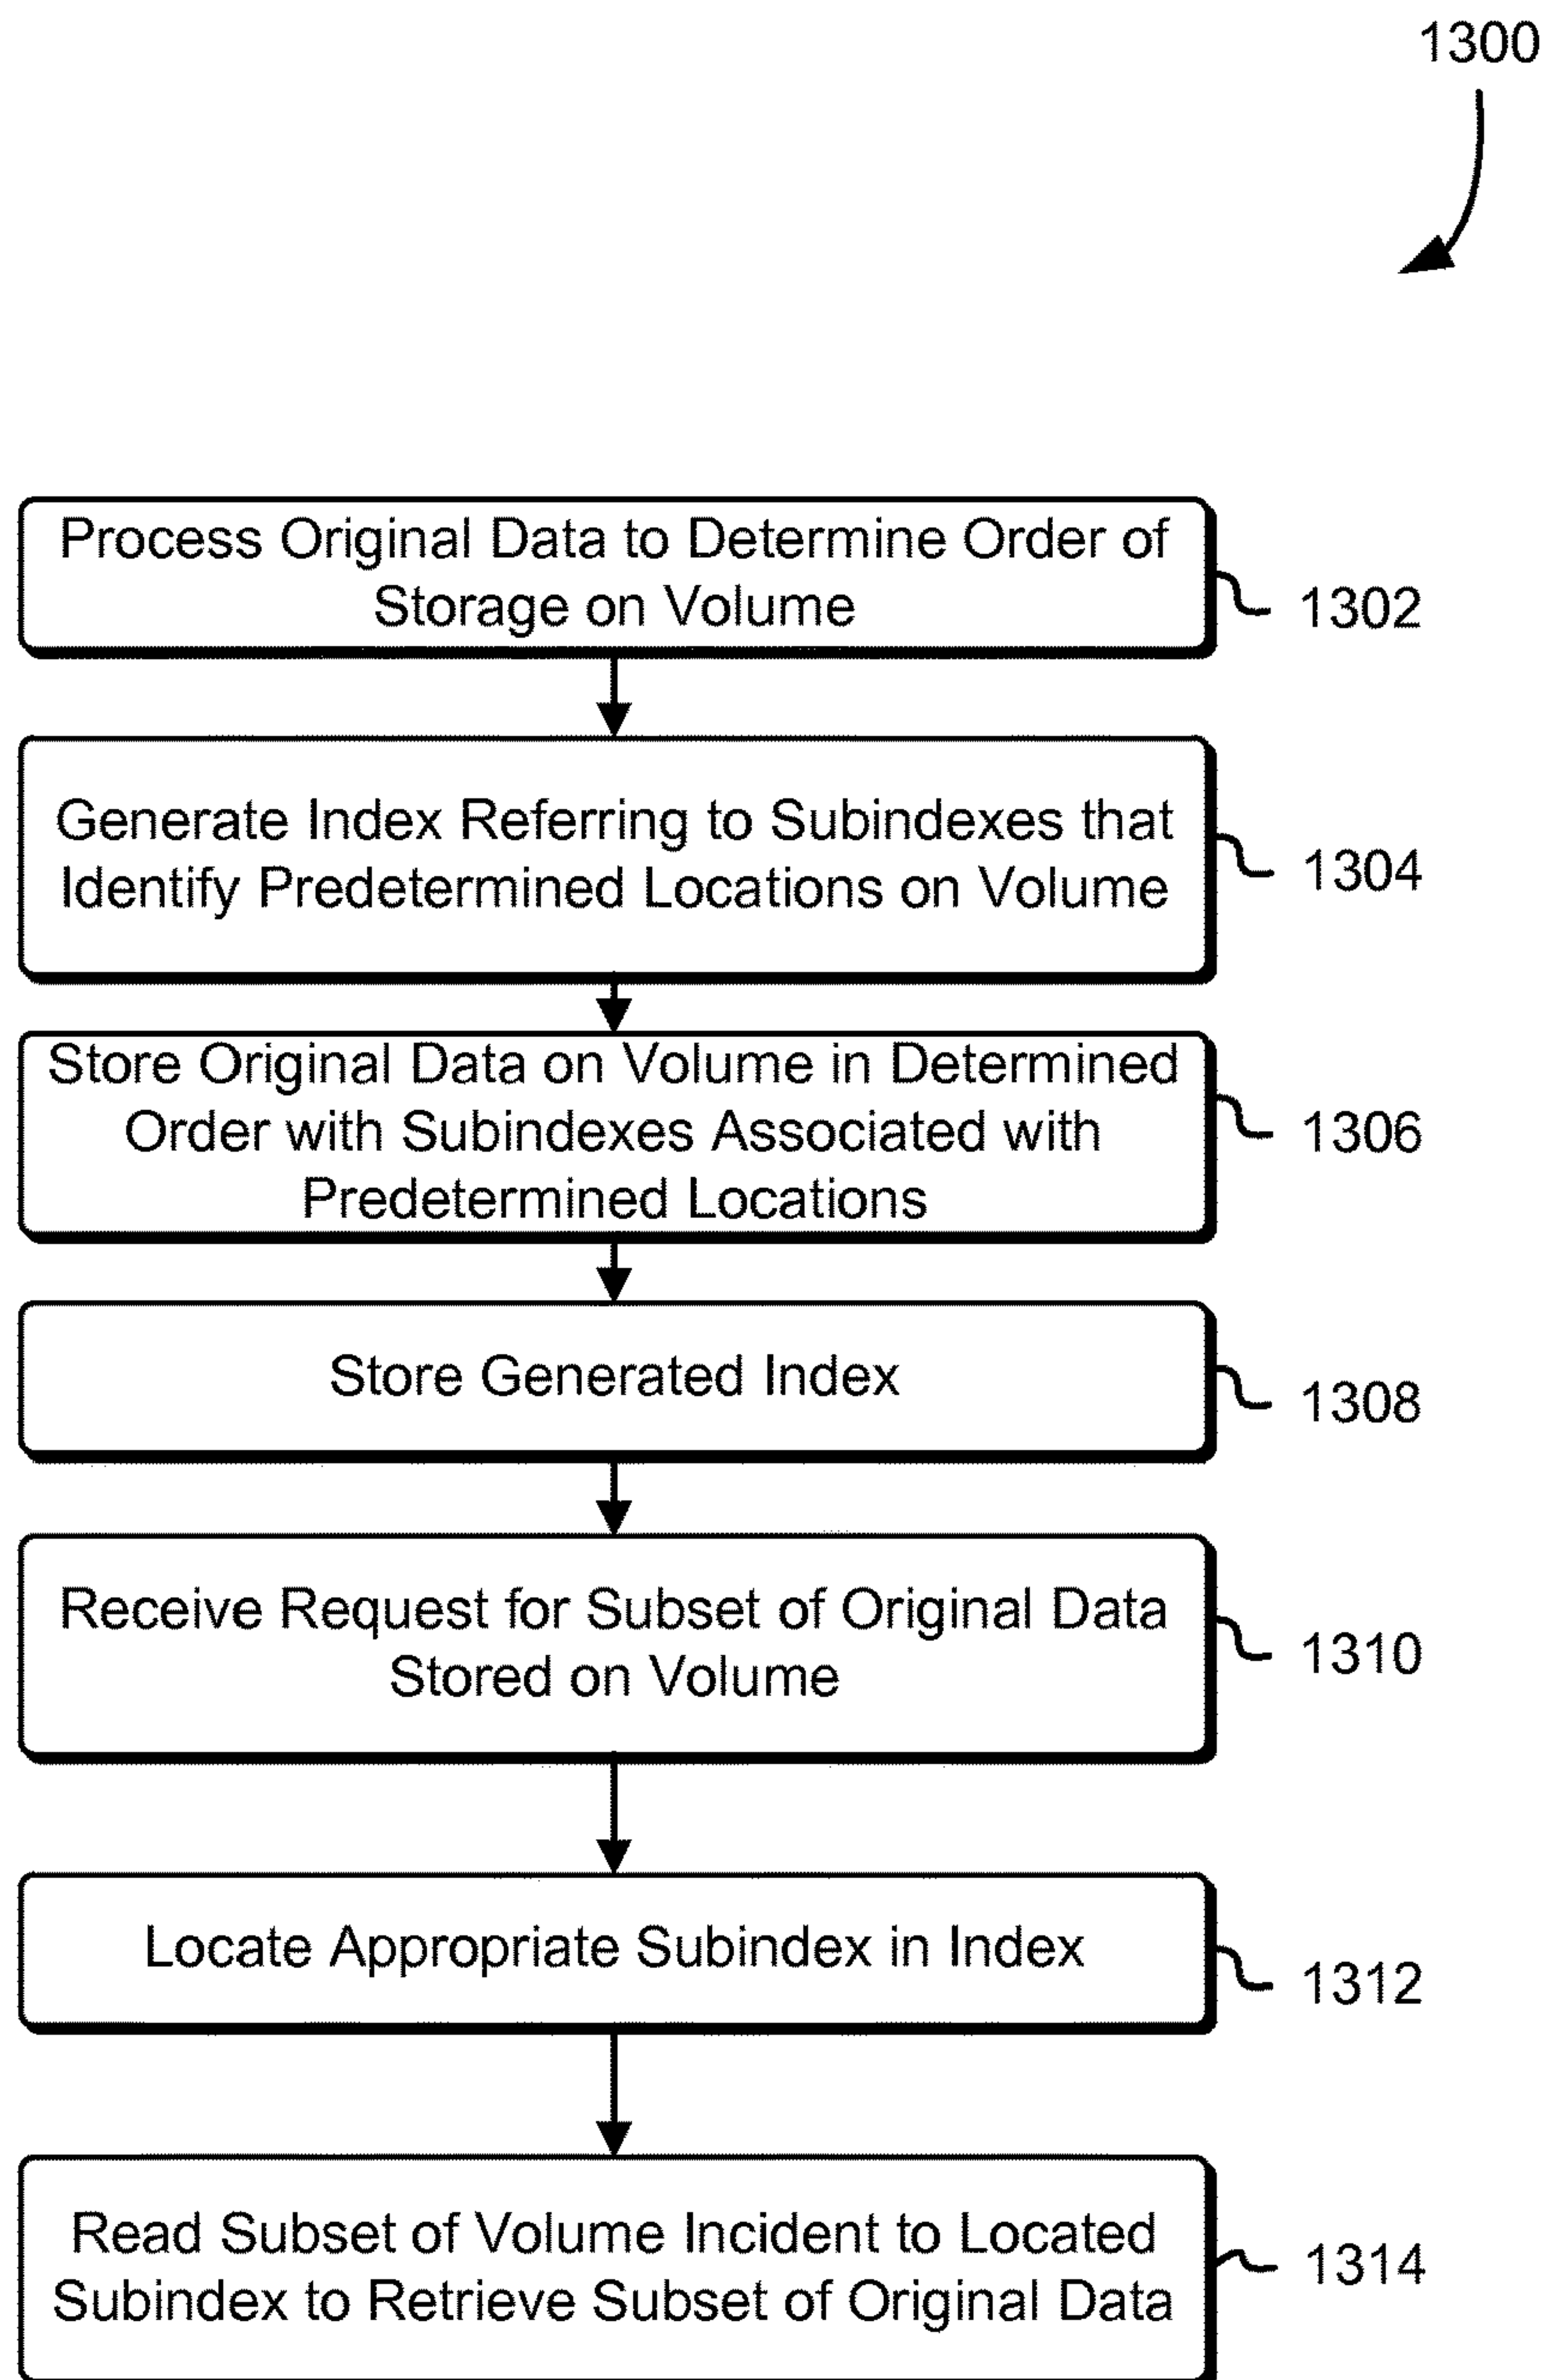 1300
Process Original Data to Determine Order of
Storage on Volume
1302
Generate Index Referring to Subindexes that
Identify Predetermined Locations on Volume
1304
Store Original Data on Volume in Determined
Order with Subindexes Associated with
Predetermined Locations
1306
Store Generated Index
1308
Receive Request for Subset of Original Data
Stored on Volume
1310
Locate Appropriate Subindex in Index
1312
Read Subset of Volume Incident to Located
Subindex to Retrieve Subset of Original Data
1314